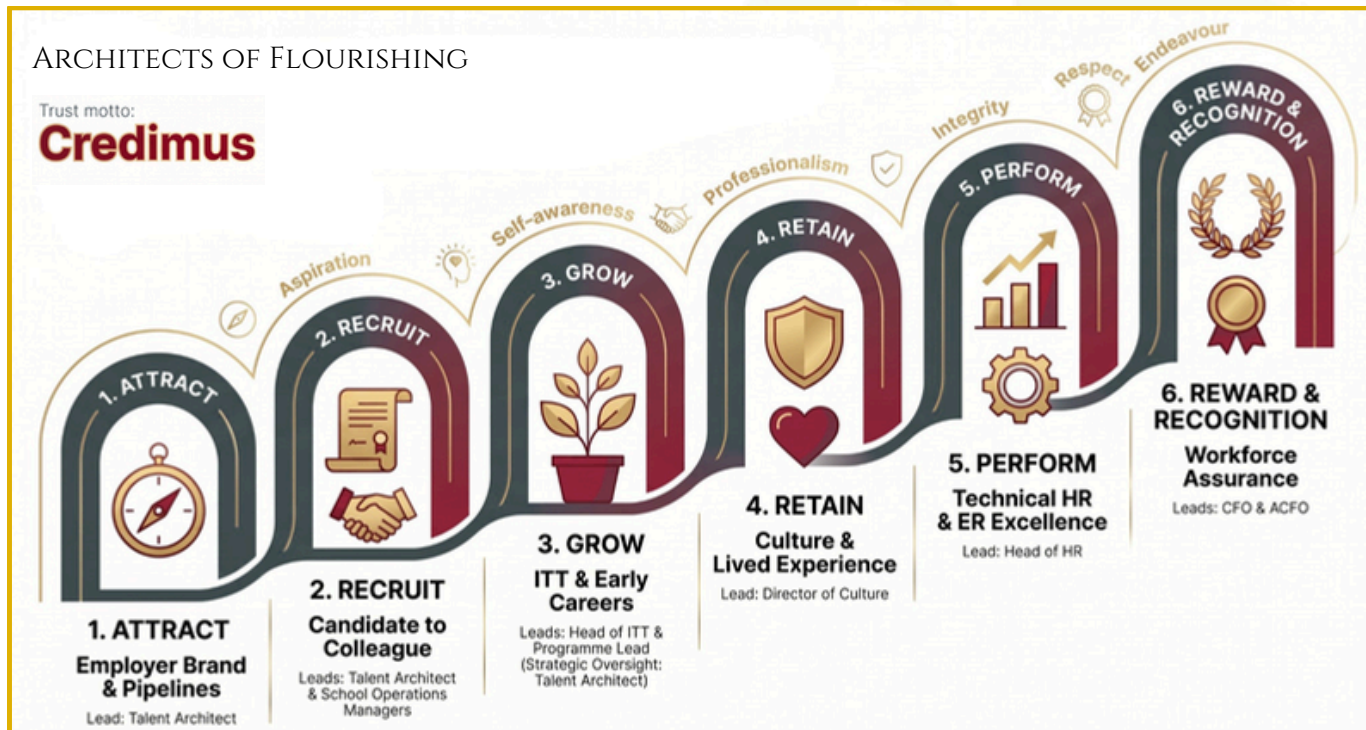 ARCHITECTS OF FLOURISHING
Trust motto:
Credimus
Aspiration
Self-awareness
Professionalism
Integrity
Respect
Endeavour
1. ATTRACT
2. RECRUIT
3. GROW
4. RETAIN
5. PERFORM
6. REWARD &
RECOGNITION
1. ATTRACT
Employer Brand
& Pipelines
Lead: Talent Architect
2. RECRUIT
Candidate to
Colleague
Leads: Talent Architect
& School Operations
Managers
3. GROW
ITT & Early
Careers
Leads: Head of ITT &
Programme Lead
(Strategic Oversight:
Talent Architect)
4. RETAIN
Culture &
Lived Experience
Lead: Director of Culture
5. PERFORM
Technical HR
& ER Excellence
Lead: Head of HR
6. REWARD &
RECOGNITION
Workforce
Assurance
Leads: CFO & ACFO